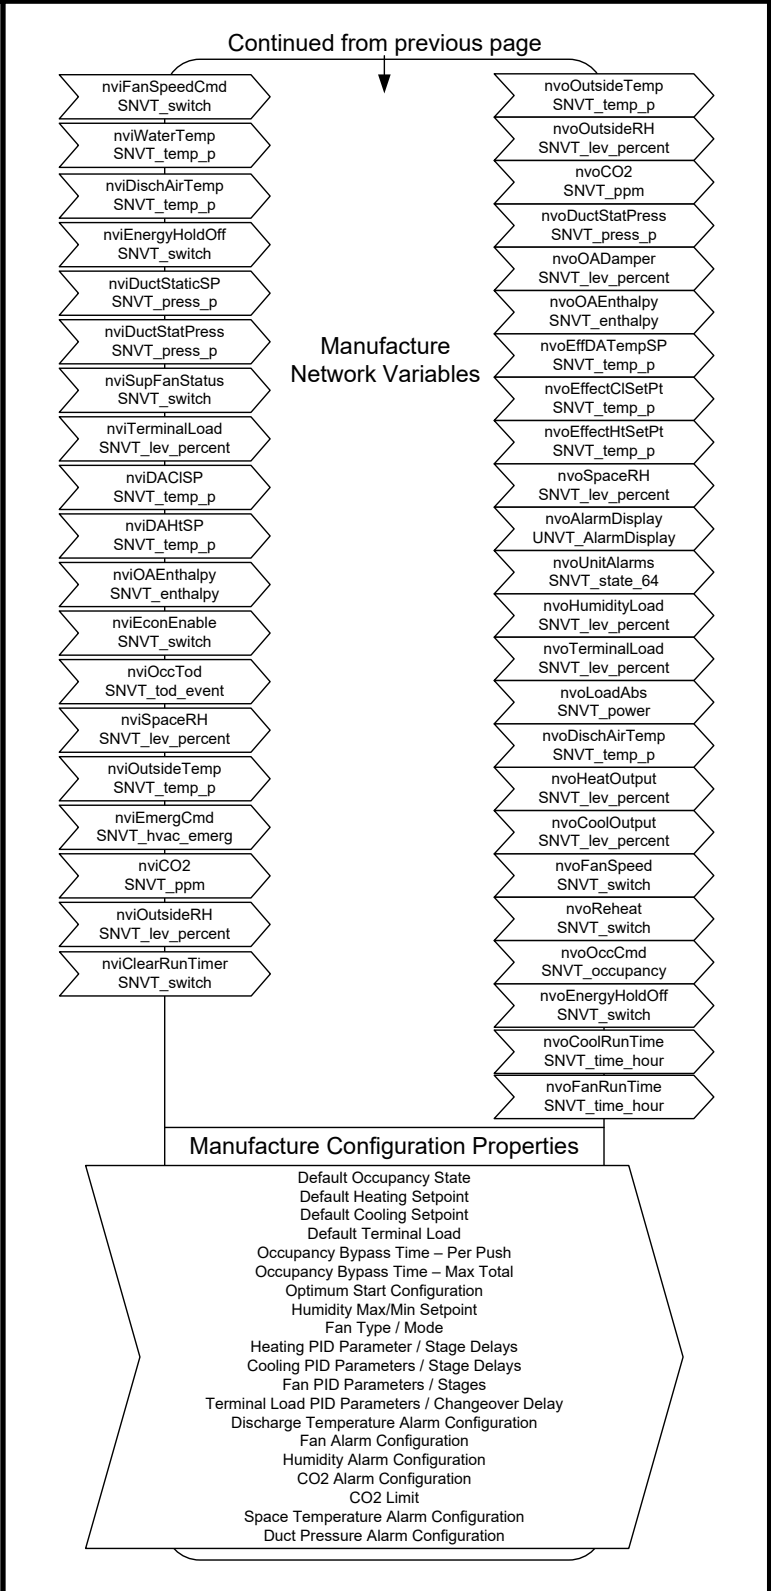 Continued from previous page
nviFanSpeedCmd
SNVT_switch
nviWaterTemp
SNVT_temp_p
nviDischAirTemp
SNVT_temp_p
nviEnergyHoldOff
SNVT_switch
nviDuctStaticSP
SNVT_press_p
nviDuctStatPress
SNVT_press_p
nviSupFanStatus
SNVT_switch
nviTerminalLoad
SNVT_lev_percent
nviDAClSP
SNVT_temp_p
nviDAHtSP
SNVT_temp_p
nviOAEnthalpy
SNVT_enthalpy
nviEconEnable
SNVT_switch
nviOccTod
SNVT_tod_event
nviSpaceRH
SNVT_lev_percent
nviOutsideTemp
SNVT_temp_p
nviEmergCmd
SNVT_hvac_emerg
nviCO2
SNVT_ppm
nviOutsideRH
SNVT_lev_percent
nviClearRunTimer
SNVT_switch
Manufacture
Network Variables
nvoOutsideTemp
SNVT_temp_p
nvoOutsideRH
SNVT_lev_percent
nvoCO2
SNVT_ppm
nvoDuctStatPress
SNVT_press_p
nvoOADamper
SNVT_lev_percent
nvoOAEnthalpy
SNVT_enthalpy
nvoEffDATempSP
SNVT_temp_p
nvoEffectClSetPt
SNVT_temp_p
nvoEffectHtSetPt
SNVT_temp_p
nvoSpaceRH
SNVT_lev_percent
nvoAlarmDisplay
UNVT_AlarmDisplay
nvoUnitAlarms
SNVT_state_64
nvoHumidityLoad
SNVT_lev_percent
nvoTerminalLoad
SNVT_lev_percent
nvoLoadAbs
SNVT_power
nvoDischAirTemp
SNVT_temp_p
nvoHeatOutput
SNVT_lev_percent
nvoCoolOutput
SNVT_lev_percent
nvoFanSpeed
SNVT_switch
nvoReheat
SNVT_switch
nvoOccCmd
SNVT_occupancy
nvoEnergyHoldOff
SNVT_switch
nvoCoolRunTime
SNVT_time_hour
nvoFanRunTime
SNVT_time_hour
Manufacture Configuration Properties
Default Occupancy State
Default Heating Setpoint
Default Cooling Setpoint
Default Terminal Load
Occupancy Bypass Time – Per Push
Occupancy Bypass Time – Max Total
Optimum Start Configuration
Humidity Max/Min Setpoint
Fan Type / Mode
Heating PID Parameter / Stage Delays
Cooling PID Parameters / Stage Delays
Fan PID Parameters / Stages
Terminal Load PID Parameters / Changeover Delay
Discharge Temperature Alarm Configuration
Fan Alarm Configuration
Humidity Alarm Configuration
CO2 Alarm Configuration
CO2 Limit
Space Temperature Alarm Configuration
Duct Pressure Alarm Configuration